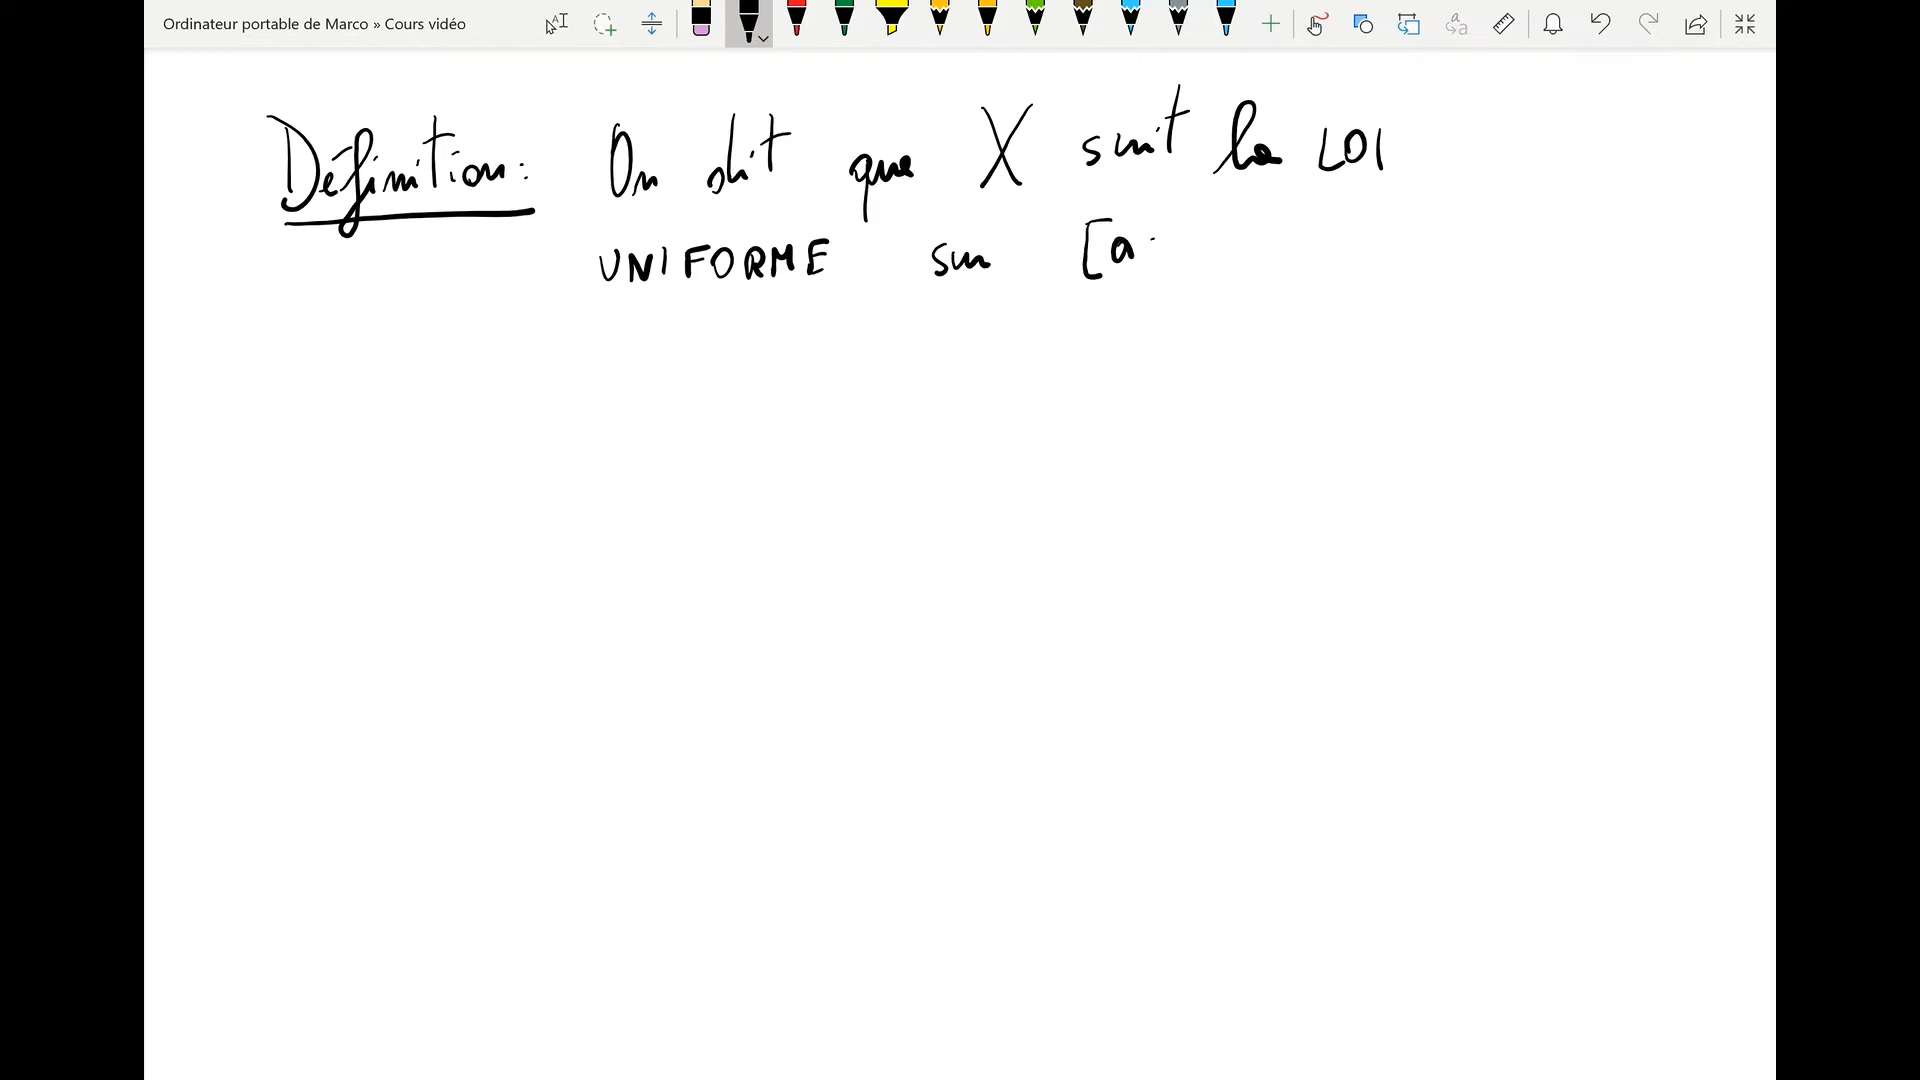 Ordinateur portable de Marco » Cours vidéo
Définition: On dit que X suit la LOI
UNIFORME sur [a.